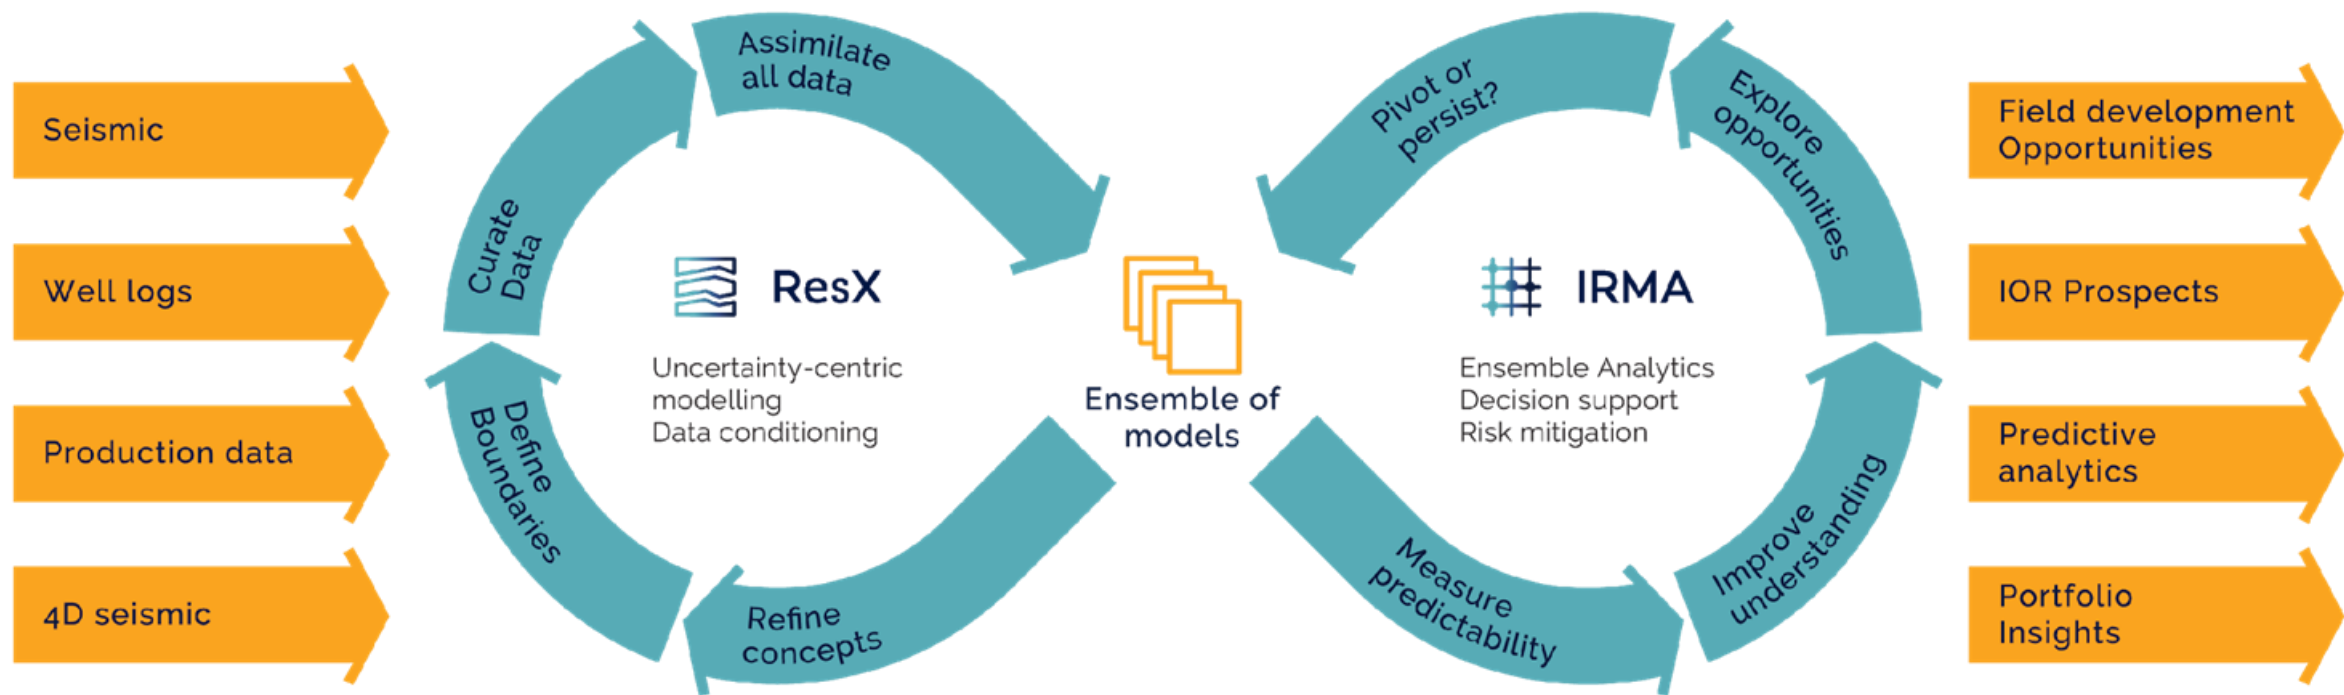 Seismic
Well logs
Production data
4D seismic
Curate
Data
Assimilate
all data
Define
Boundaries
Refine
concepts
ResX
Uncertainty-centric
modelling
Data conditioning
Ensemble of
models
Pivot or
persist?
Explore
opportunities
IRMA
Ensemble Analytics
Decision support
Risk mitigation
Measure
predictability
Improve
understanding
Field development
Opportunities
IOR Prospects
Predictive
analytics
Portfolio
Insights